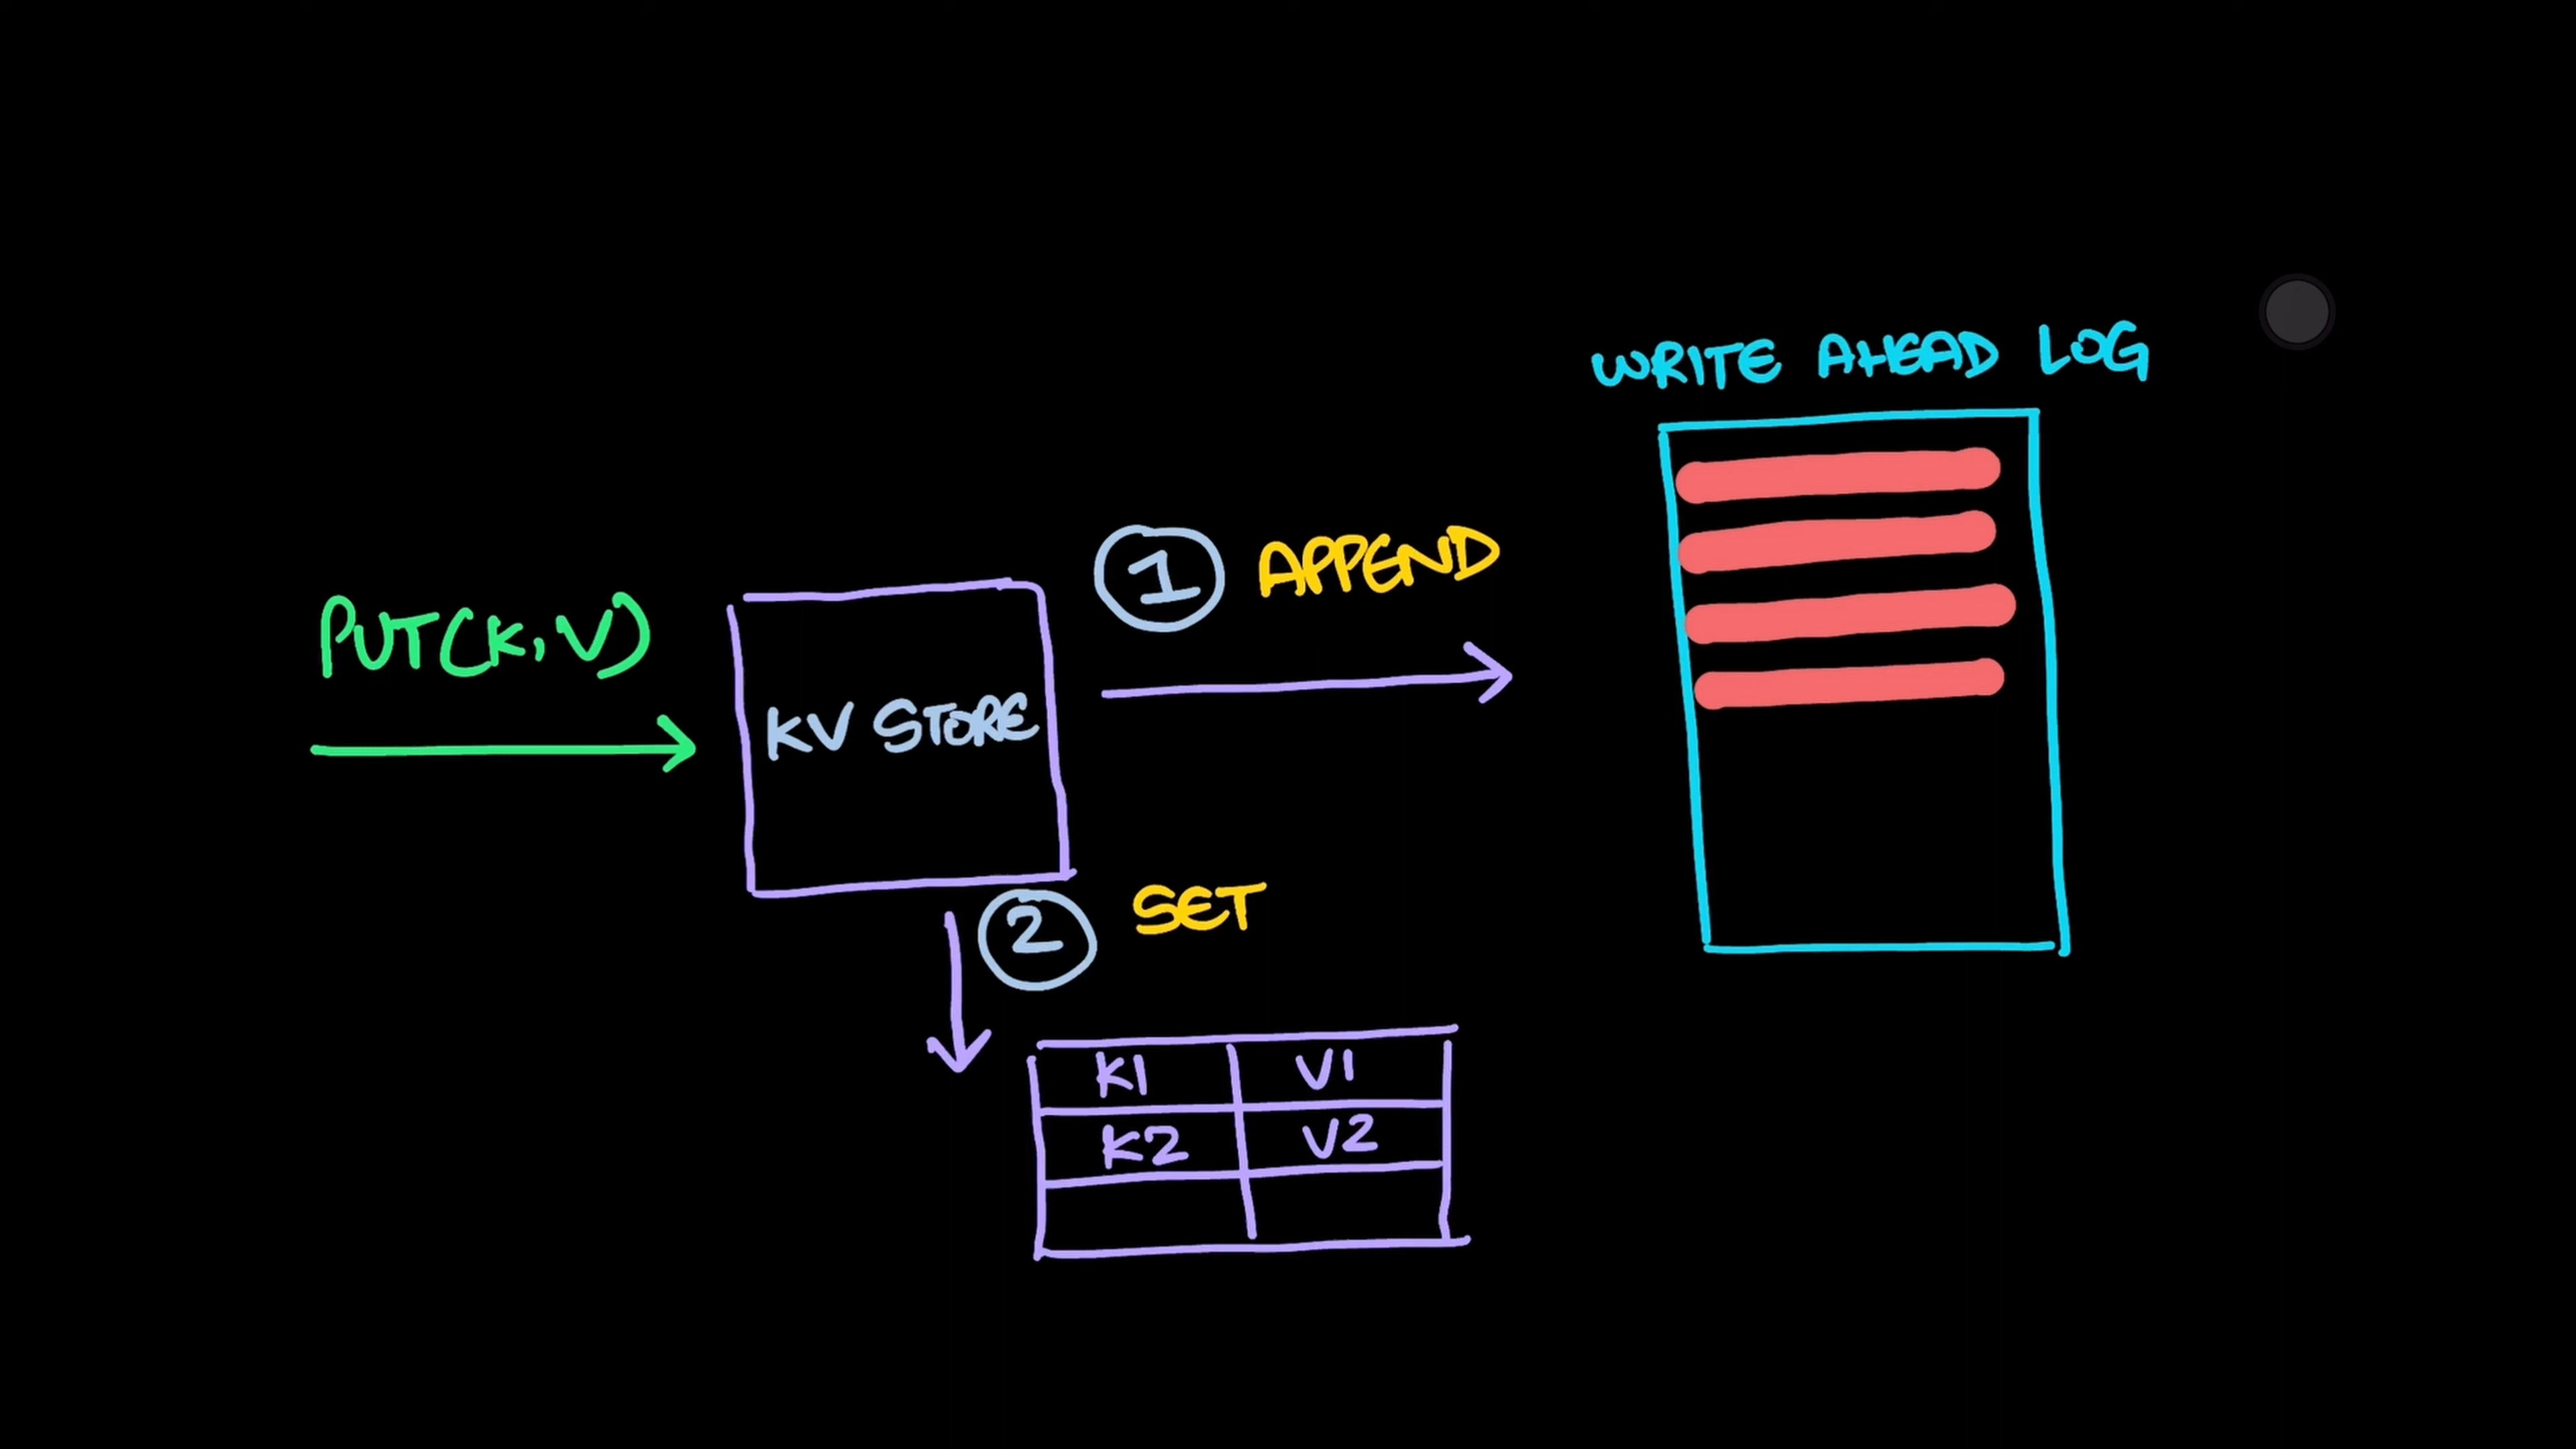 WRITE AHEAD LOG
1 APPEND
PUT(K, V)
KV STORE
2 SET
K1 V1
K2 V2